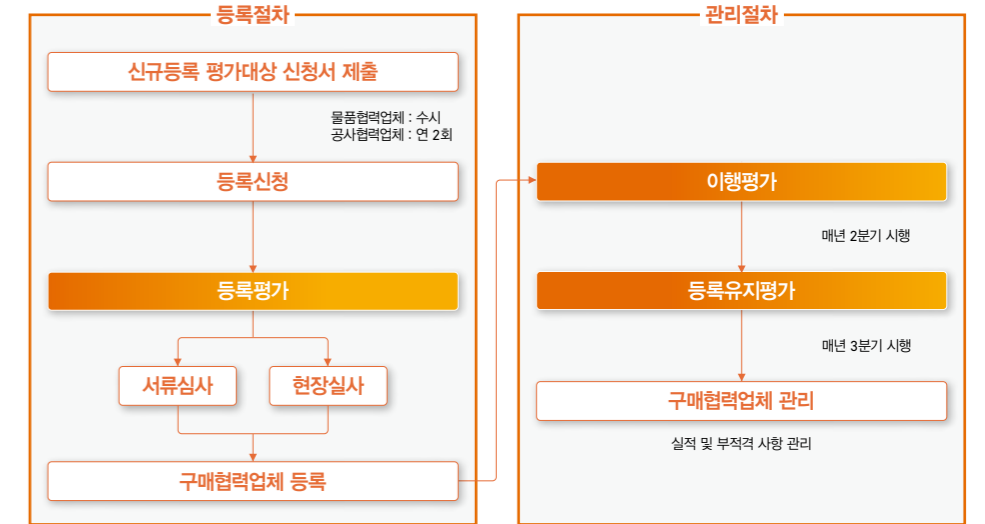 등록절차
신규등록 평가대상 신청서 제출
물품협력업체 : 수시
공사협력업체 : 연 2회
등록신청
등록평가
서류심사
현장실사
구매협력업체 등록
관리절차
이행평가
매년 2분기 시행
등록유지평가
매년 3분기 시행
구매협력업체 관리
실적 및 부적격 사항 관리